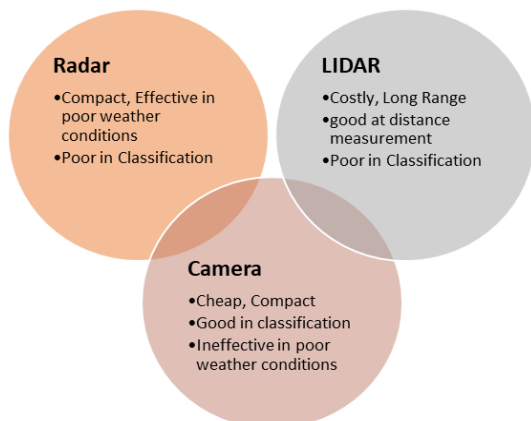 Radar
•Compact, Effective in
poor weather
conditions
•Poor in Classification
LIDAR
•Costly, Long Range
•good at distance
measurement
•Poor in Classification
Camera
•Cheap, Compact
•Good in classification
•Ineffective in poor
weather conditions